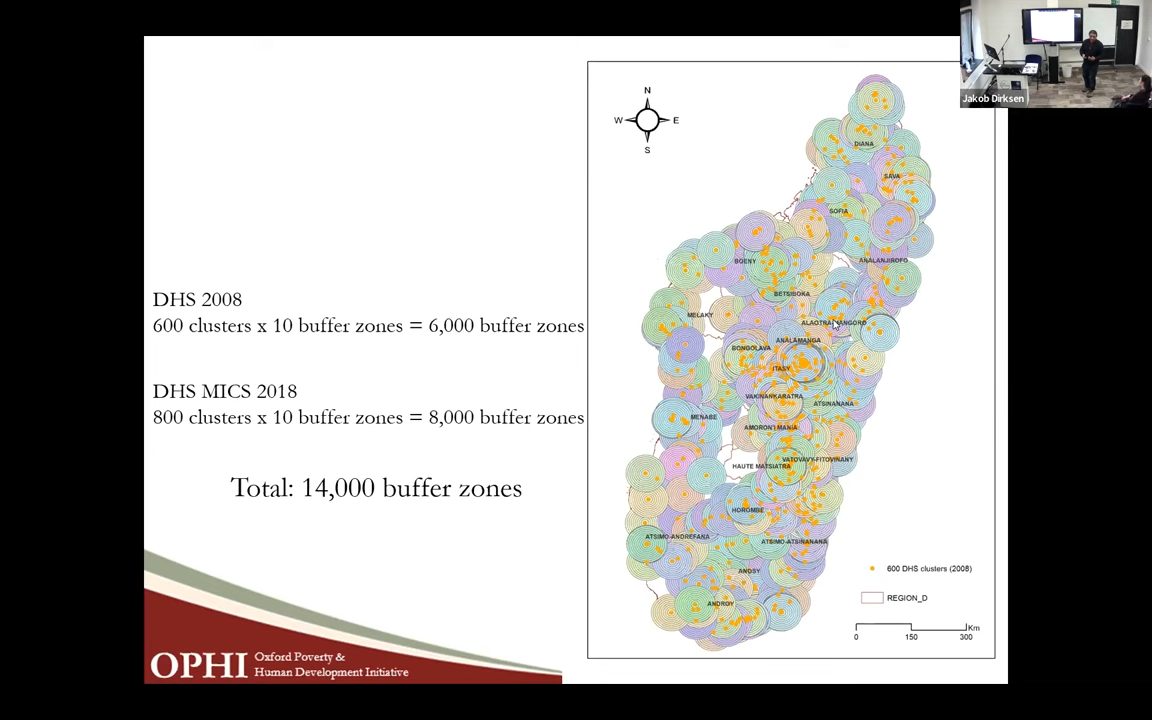 Jakob Dirksen
DHS 2008
600 clusters x 10 buffer zones = 6,000 buffer zones
DHS MICS 2018
800 clusters x 10 buffer zones = 8,000 buffer zones
Total: 14,000 buffer zones
OPHI
Oxford Poverty &
Human Development Initiative
N
W
E
S
DIANA
SAVA
SOFIA
BOENY
ANALANJIROFO
BETSIBOKA
MELAKY
ALAOTRA MANGORO
ANALAMANGA
BONGOLAVA
ITASY
VAKINANKARATRA
ATSINANANA
MENABE
AMORON'I MANIA
VATOVAVY-FITOVINANY
HAUTE MATSIATRA
HOROMBE
ATSIMO-ANDREFANA
ATSIMO-ATSINANANA
ANOSY
ANDROY
600 DHS clusters (2008)
REGION_D
Km
0 150 300